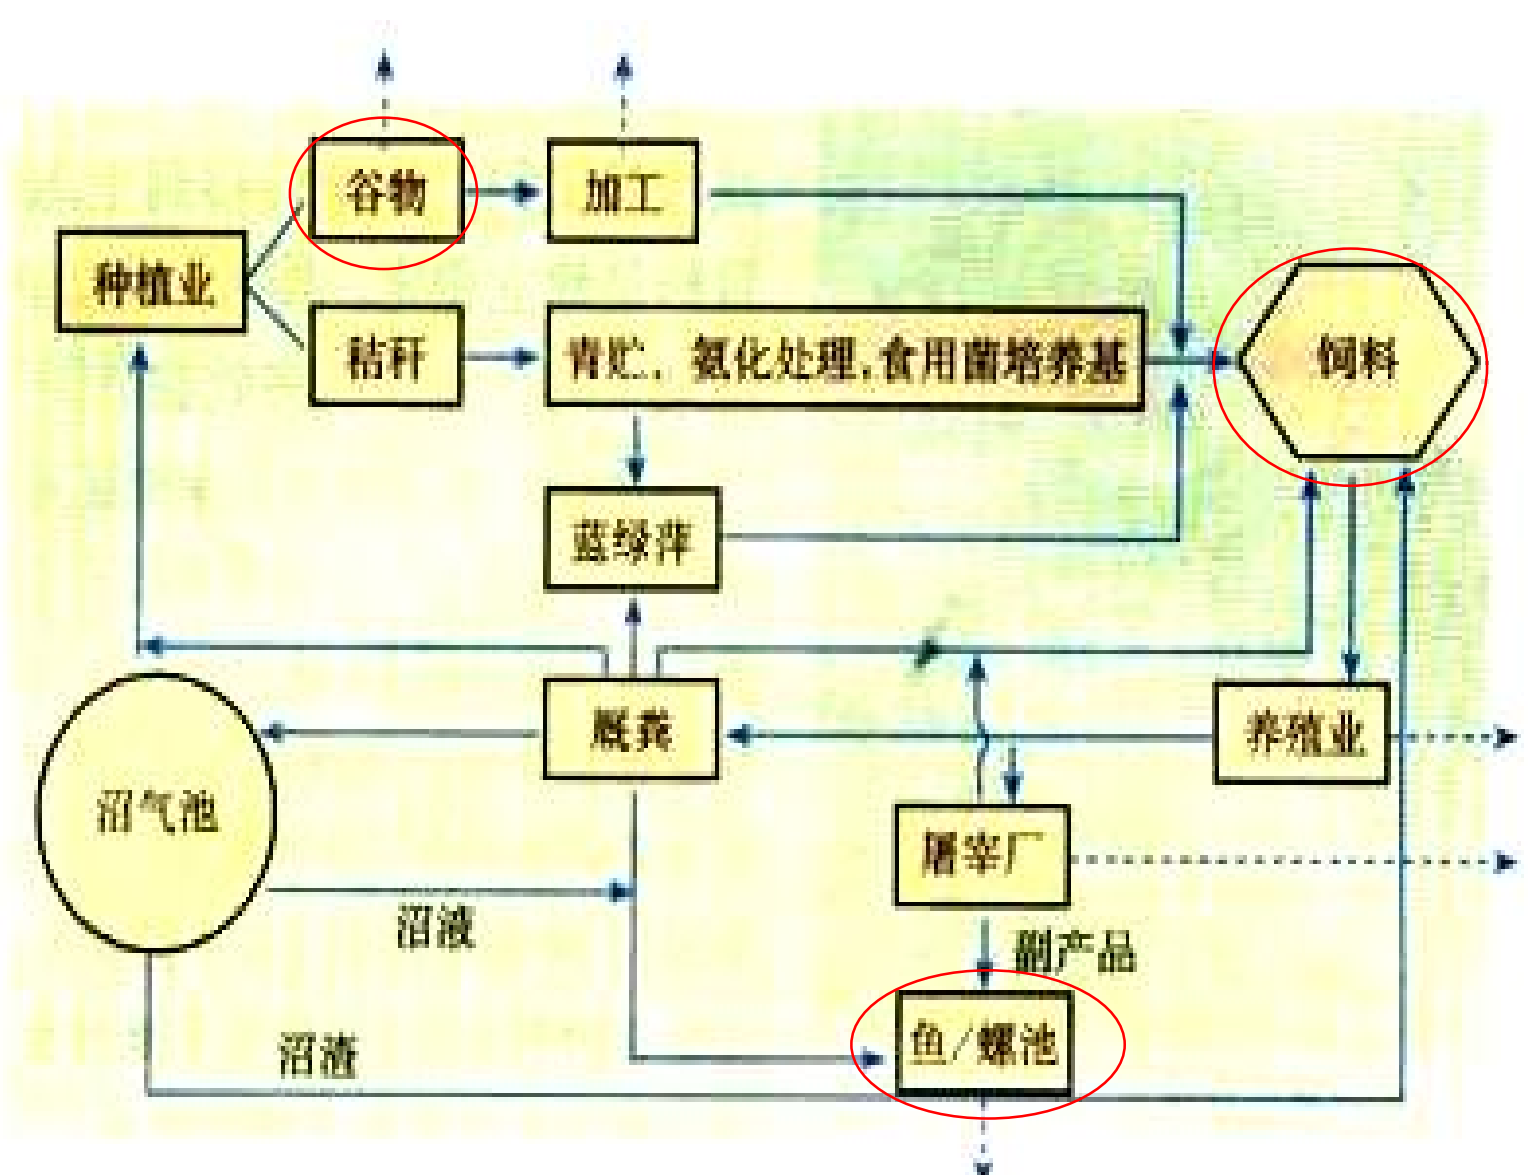 谷物
加工
种植业
秸秆
青贮、氨化处理,食用菌培养基
饲料
蓝绿萍
厩粪
养殖业
沼气池
屠宰厂
沼液
副产品
鱼/螺池
沼渣